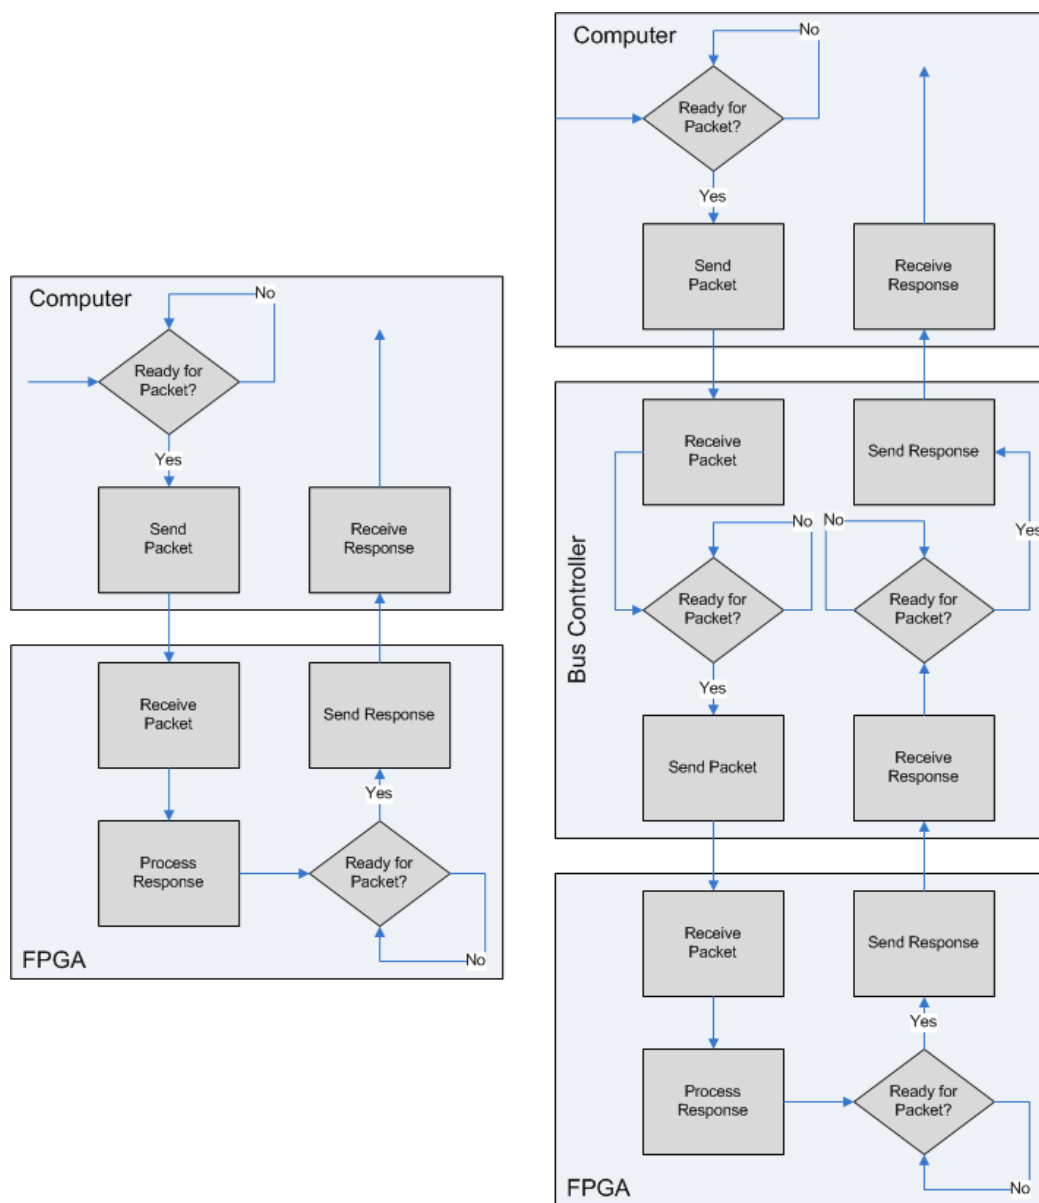 Computer
No
Ready for
Packet?
Yes
Send
Packet
Receive
Response
Receive
Packet
Send Response
Yes
Process
Response
Ready for
Packet?
No
FPGA
Computer
No
Ready for
Packet?
Yes
Send
Packet
Receive
Response
Bus Controller
Receive
Packet
Send Response
No
No
Yes
Ready for
Packet?
Ready for
Packet?
Yes
Send Packet
Receive
Response
Receive
Packet
Send Response
Yes
Process
Response
Ready for
Packet?
No
FPGA